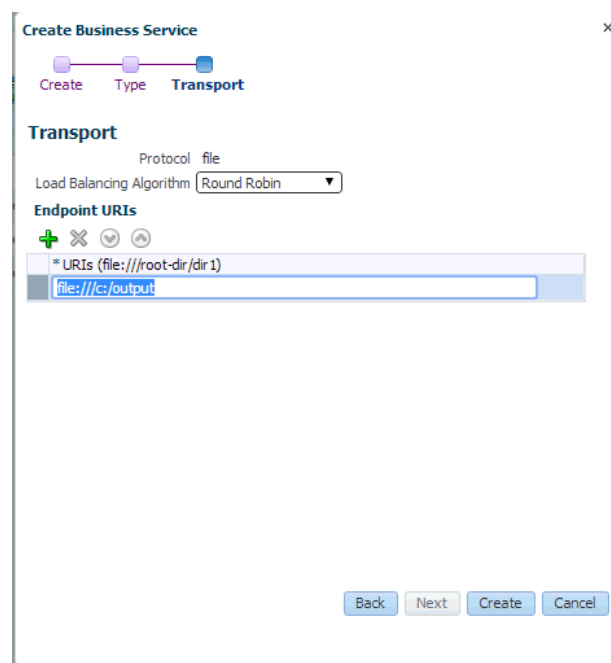 Create Business Service
×
Create Type Transport
Transport
Protocol file
Load Balancing Algorithm Round Robin
Endpoint URIs
* URIs (file:///root-dir/dir1)
file:///c:/output
Back Next Create Cancel